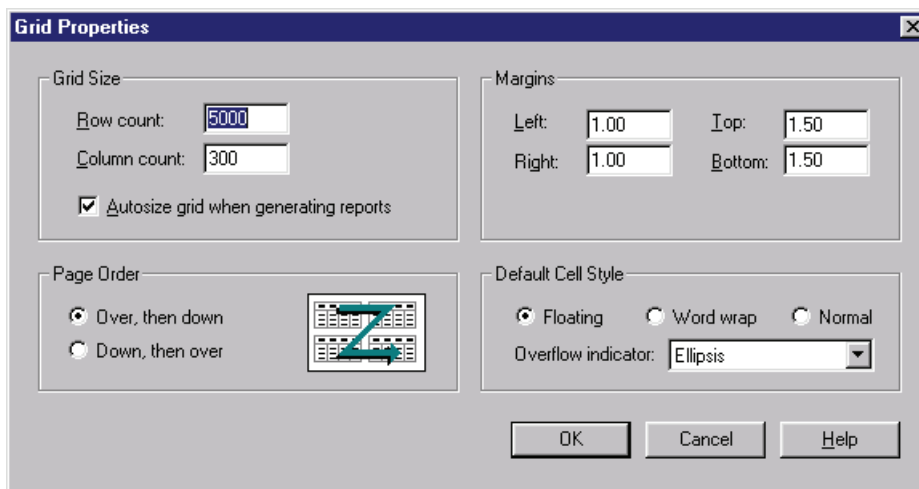 Grid Properties
Grid Size
Row count: 5000
Column count: 300
Autosize grid when generating reports
Margins
Left: 1.00 Top: 1.50
Right: 1.00 Bottom: 1.50
Page Order
Over, then down
Down, then over
Default Cell Style
Floating Word wrap Normal
Overflow indicator: Ellipsis
OK Cancel Help